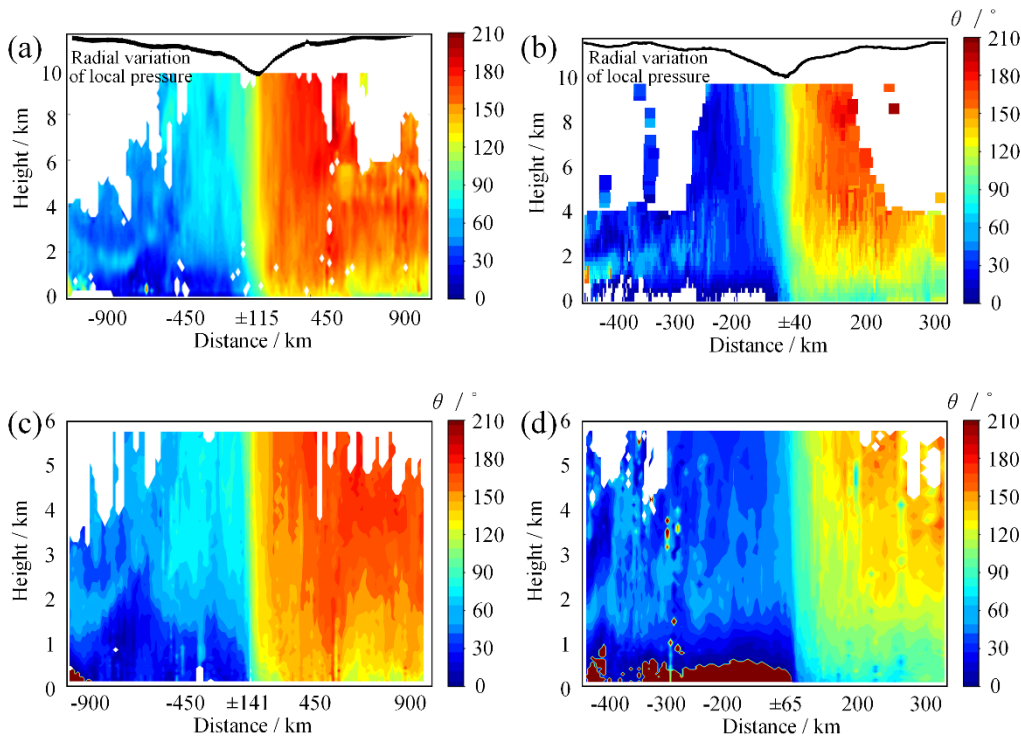 (a)
Radial variation
of local pressure
10
8
6
4
2
0
Height / km
-900 -450 ±115 450 900
Distance / km
210
180
150
120
90
60
30
0
(b)
θ / °
Radial variation
of local pressure
10
8
6
4
2
0
Height / km
-400 -300 -200 ±40 200 300
Distance / km
210
180
150
120
90
60
30
0
(c)
θ / °
6
5
4
3
2
1
0
Height / km
-900 -450 ±141 450 900
Distance / km
210
180
150
120
90
60
30
0
(d)
θ / °
6
5
4
3
2
1
0
Height / km
-400 -300 -200 ±65 200 300
Distance / km
210
180
150
120
90
60
30
0